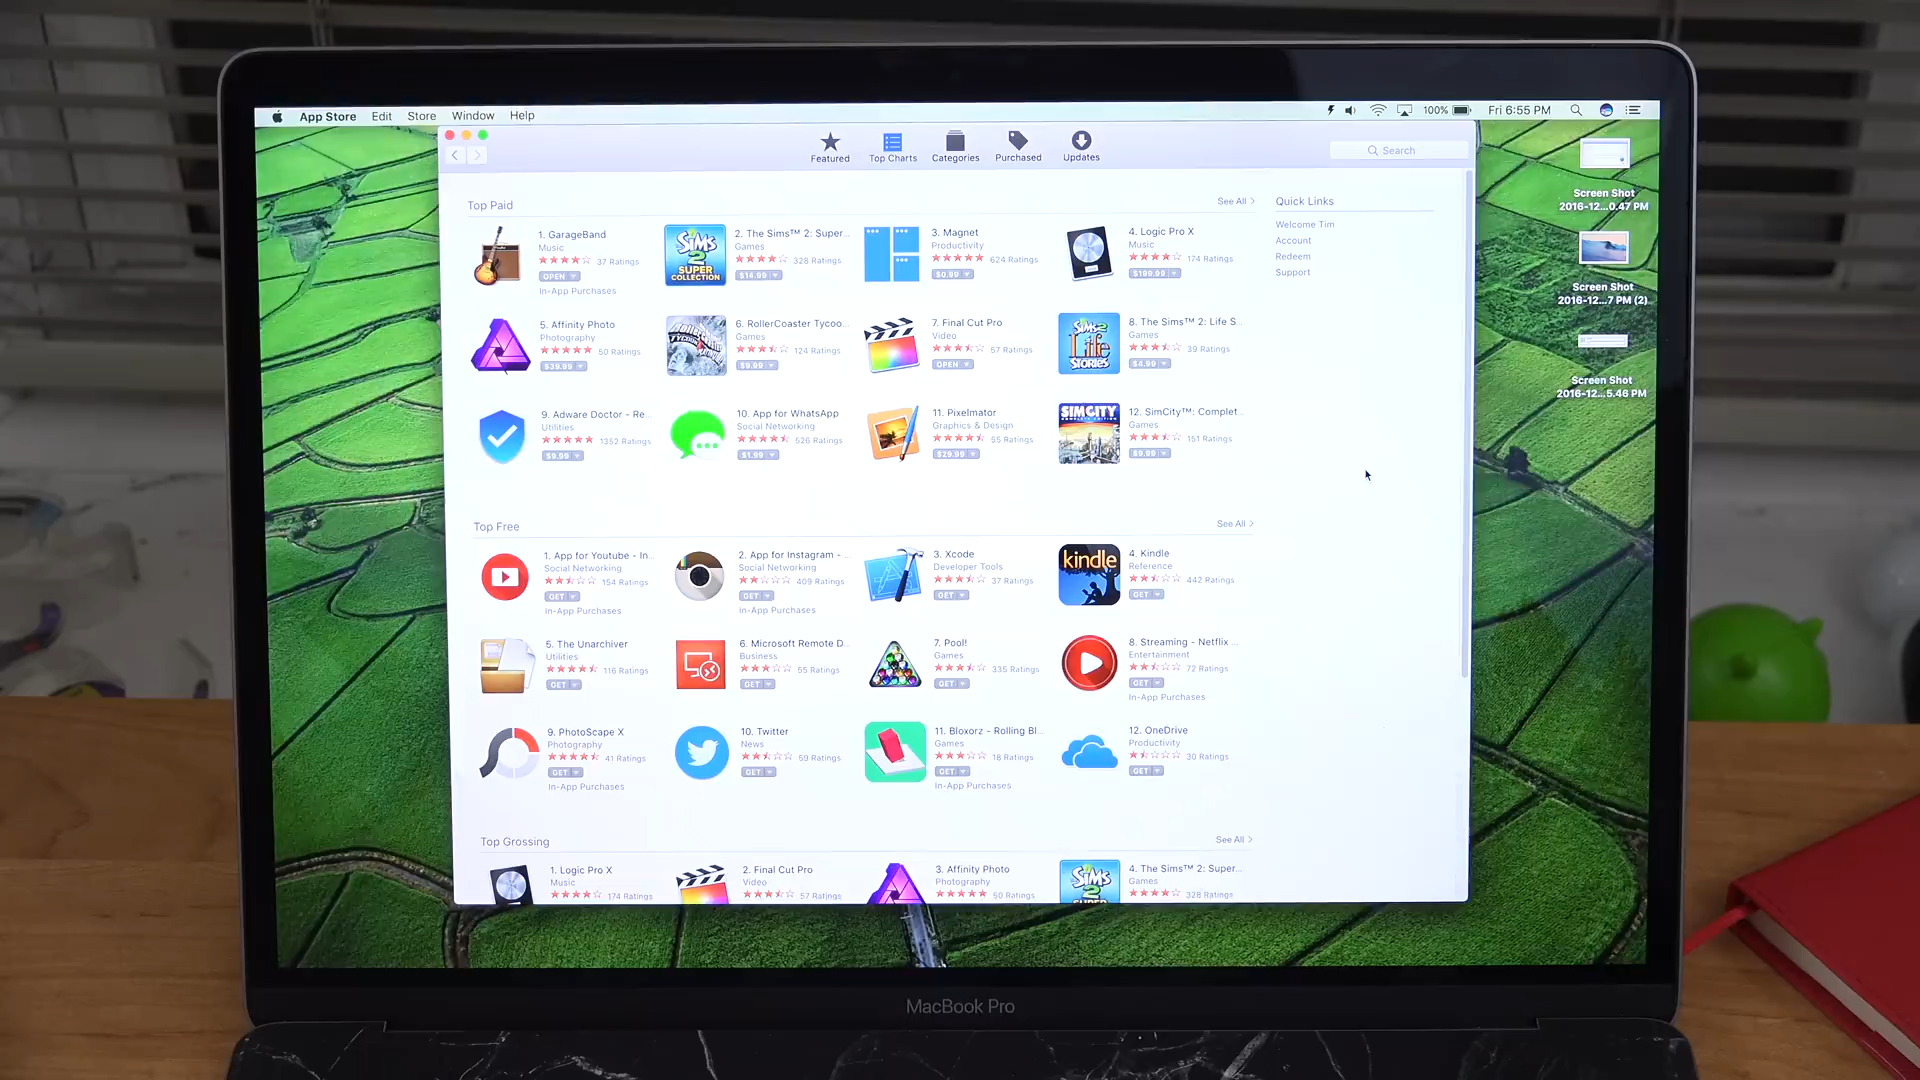 App Store Edit Store Window Help
100% Fri 6:55 PM
Featured Top Charts Categories Purchased Updates
Search
Top Paid See All >
1. GarageBand
Music
37 Ratings
OPEN
In-App Purchases
2. The Sims™ 2: Super...
Games
328 Ratings
$14.99
3. Magnet
Productivity
624 Ratings
$0.99
4. Logic Pro X
Music
174 Ratings
$199.99
5. Affinity Photo
Photography
50 Ratings
$39.99
6. RollerCoaster Tycoo...
Games
124 Ratings
$9.99
7. Final Cut Pro
Video
57 Ratings
OPEN
8. The Sims™ 2: Life S...
Games
39 Ratings
$4.99
9. Adware Doctor - Re...
Utilities
1352 Ratings
$9.99
10. App for WhatsApp
Social Networking
526 Ratings
$1.99
11. Pixelmator
Graphics & Design
55 Ratings
$29.99
12. SimCity™: Complet...
Games
151 Ratings
$9.99
Quick Links
Welcome Tim
Account
Redeem
Support
Top Free See All >
1. App for Youtube - In...
Social Networking
154 Ratings
GET
In-App Purchases
2. App for Instagram - ...
Social Networking
409 Ratings
GET
In-App Purchases
3. Xcode
Developer Tools
37 Ratings
GET
4. Kindle
Reference
442 Ratings
GET
5. The Unarchiver
Utilities
116 Ratings
GET
6. Microsoft Remote D...
Business
55 Ratings
GET
7. Pool!
Games
335 Ratings
GET
8. Streaming - Netflix ...
Entertainment
72 Ratings
GET
In-App Purchases
9. PhotoScape X
Photography
41 Ratings
GET
In-App Purchases
10. Twitter
News
59 Ratings
GET
11. Bloxorz - Rolling Bl...
Games
18 Ratings
GET
In-App Purchases
12. OneDrive
Productivity
30 Ratings
GET
Top Grossing See All >
1. Logic Pro X
Music
174 Ratings
2. Final Cut Pro
Video
57 Ratings
3. Affinity Photo
Photography
50 Ratings
4. The Sims™ 2: Super...
Games
328 Ratings
Sims
2
SUPER
COLLECTION
Sims 2
Life
STORIES
SIMCITY
kindle
Sims
2
Screen Shot
2016-12...0.47 PM
Screen Shot
2016-12...7 PM (2)
Screen Shot
2016-12...5.46 PM
MacBook Pro